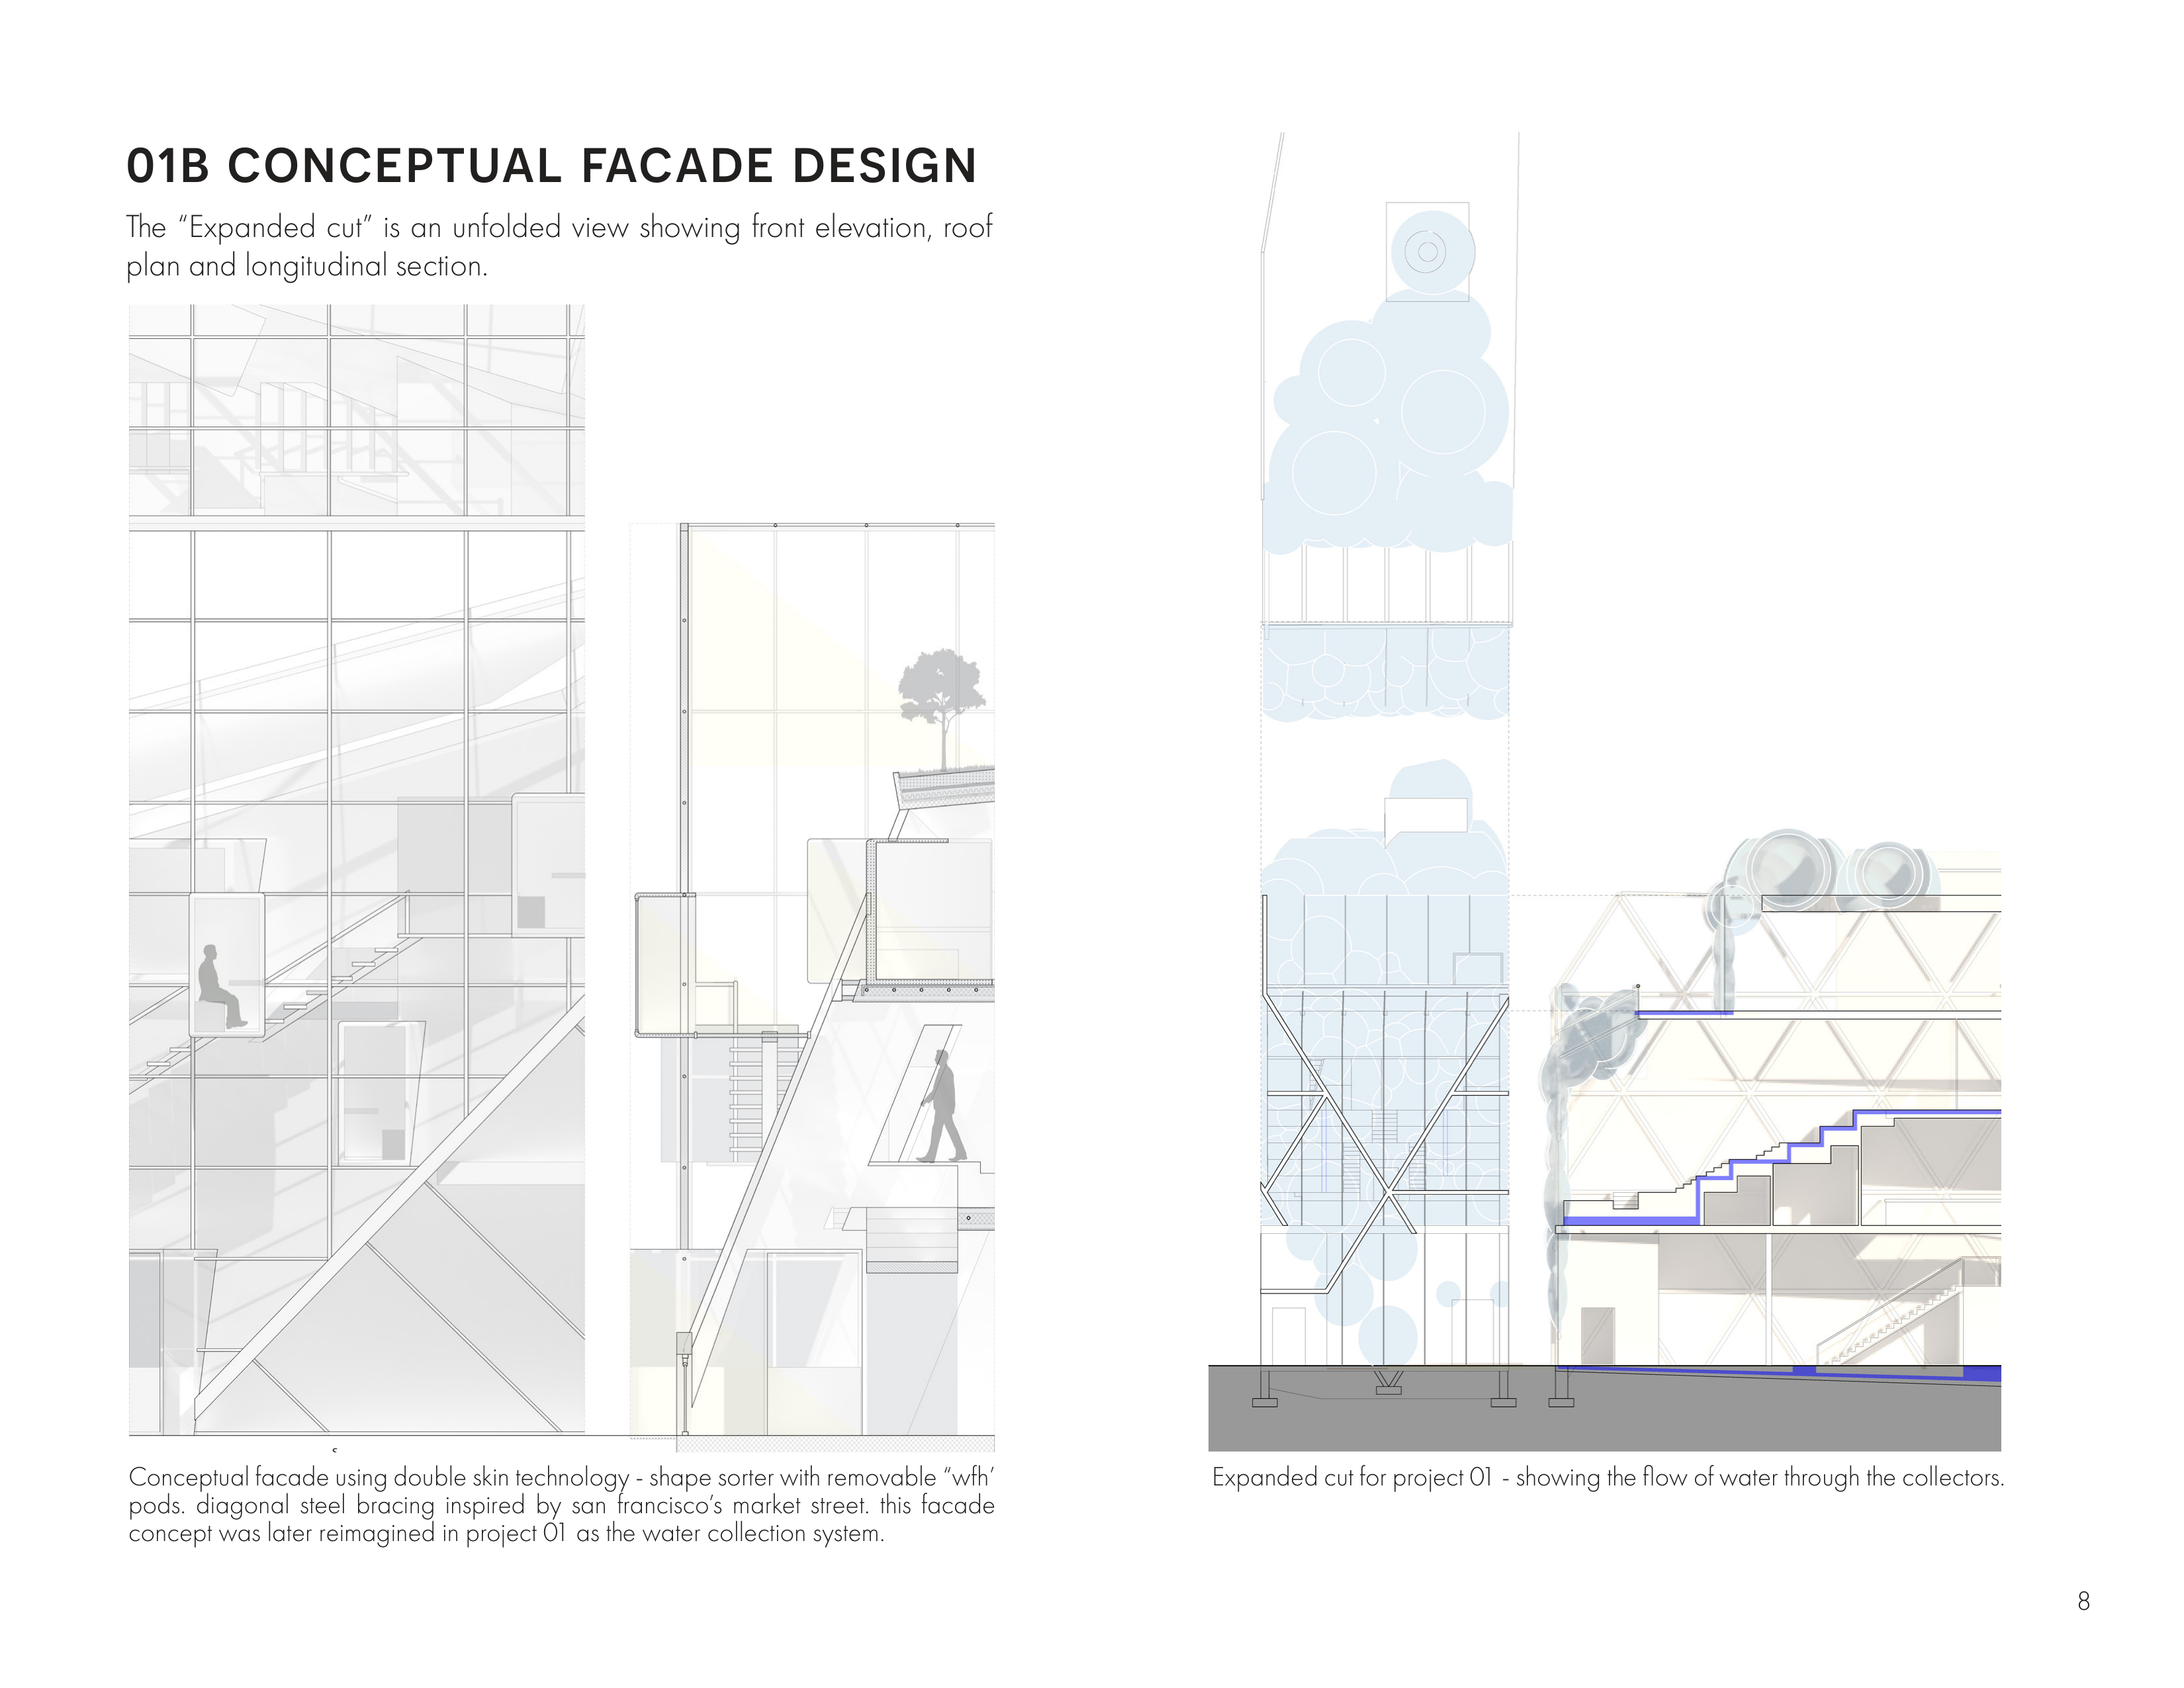 01B CONCEPTUAL FACADE DESIGN
The “Expanded cut” is an unfolded view showing front elevation, roof
plan and longitudinal section.
c
Conceptual facade using double skin technology - shape sorter with removable “wfh’
pods. diagonal steel bracing inspired by san francisco’s market street. this facade
concept was later reimagined in project 01 as the water collection system.
Expanded cut for project 01 - showing the flow of water through the collectors.
8